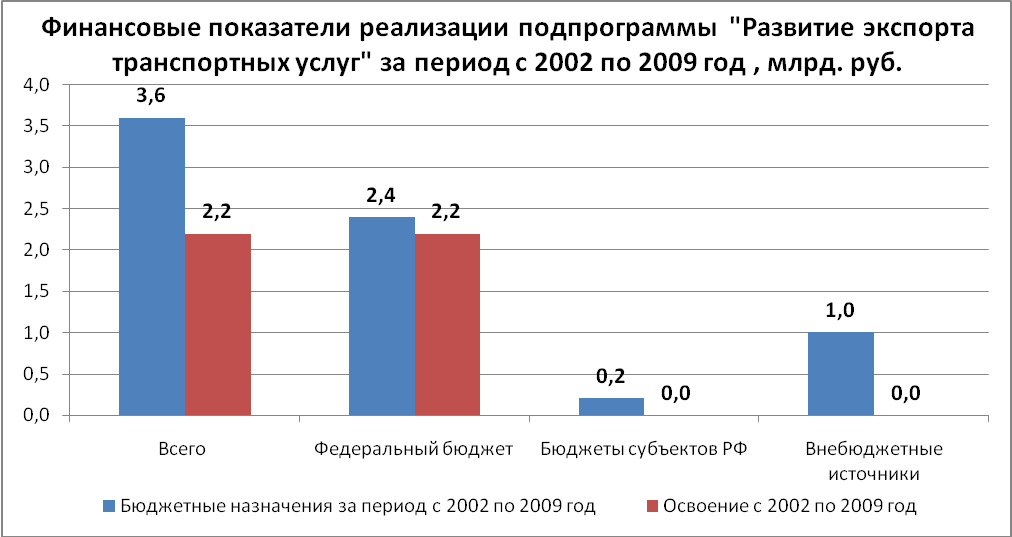 Финансовые показатели реализации подпрограммы "Развитие экспорта
транспортных услуг" за период с 2002 по 2009 год , млрд. руб.
4,0
3,5
3,0
2,5
2,0
1,5
1,0
0,5
0,0
3,6
2,2
2,4
2,2
0,2
0,0
1,0
0,0
Всего
Федеральный бюджет
Бюджеты субъектов РФ
Внебюджетные
источники
Бюджетные назначения за период с 2002 по 2009 год
Освоение с 2002 по 2009 год